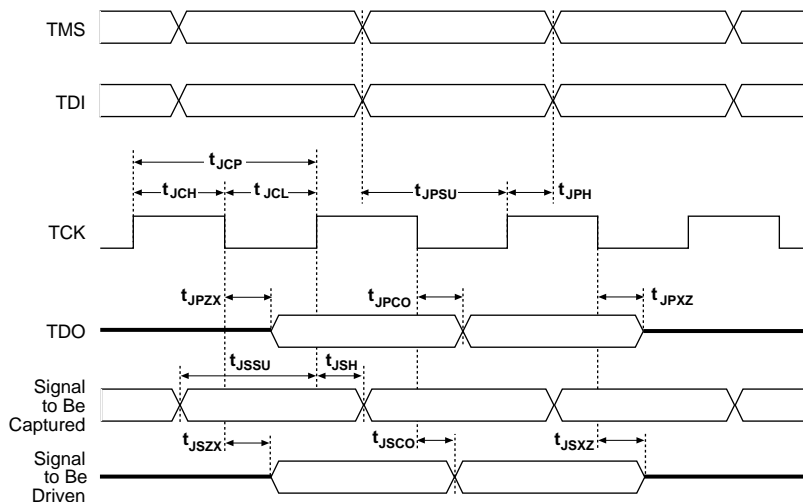 TMS
TDI
tJCP
tJCH
tJCL
tJPSU
tJPH
TCK
tJPZX
tJPCO
tJPXZ
TDO
tJSSU
tJSH
Signal
to Be
Captured
tJSZX
tJSCO
tJSXZ
Signal
to Be
Driven